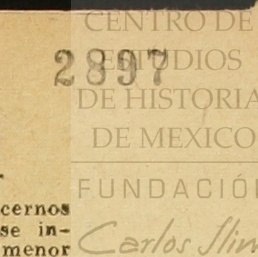 CENTRO DE
ESTUDIOS
2897
DE HISTORIA
DE MEXICO
FUNDACIÓN
cernos
se in-
menor
Carlos Slim